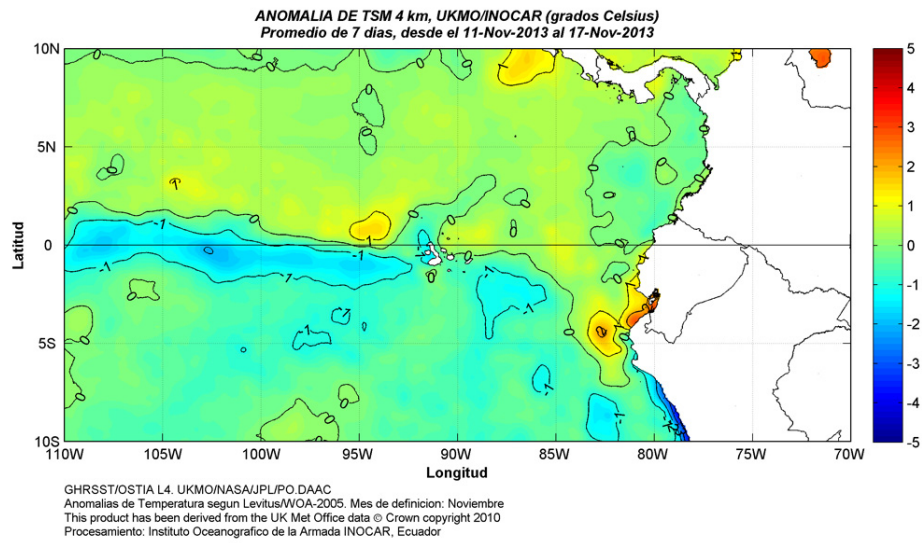 ANOMALIA DE TSM 4 km, UKMO/INOCAR (grados Celsius)
Promedio de 7 dias, desde el 11-Nov-2013 al 17-Nov-2013
10N
5N
0
5S
10S
Latitud
110W 105W 100W 95W 90W 85W 80W 75W 70W
Longitud
5
4
3
2
1
0
-1
-2
-3
-4
-5
GHRSST/OSTIA L4. UKMO/NASA/JPL/PO.DAAC
Anomalias de Temperatura segun Levitus/WOA-2005. Mes de definicion: Noviembre
This product has been derived from the UK Met Office data © Crown copyright 2010
Procesamiento: Instituto Oceanografico de la Armada INOCAR, Ecuador